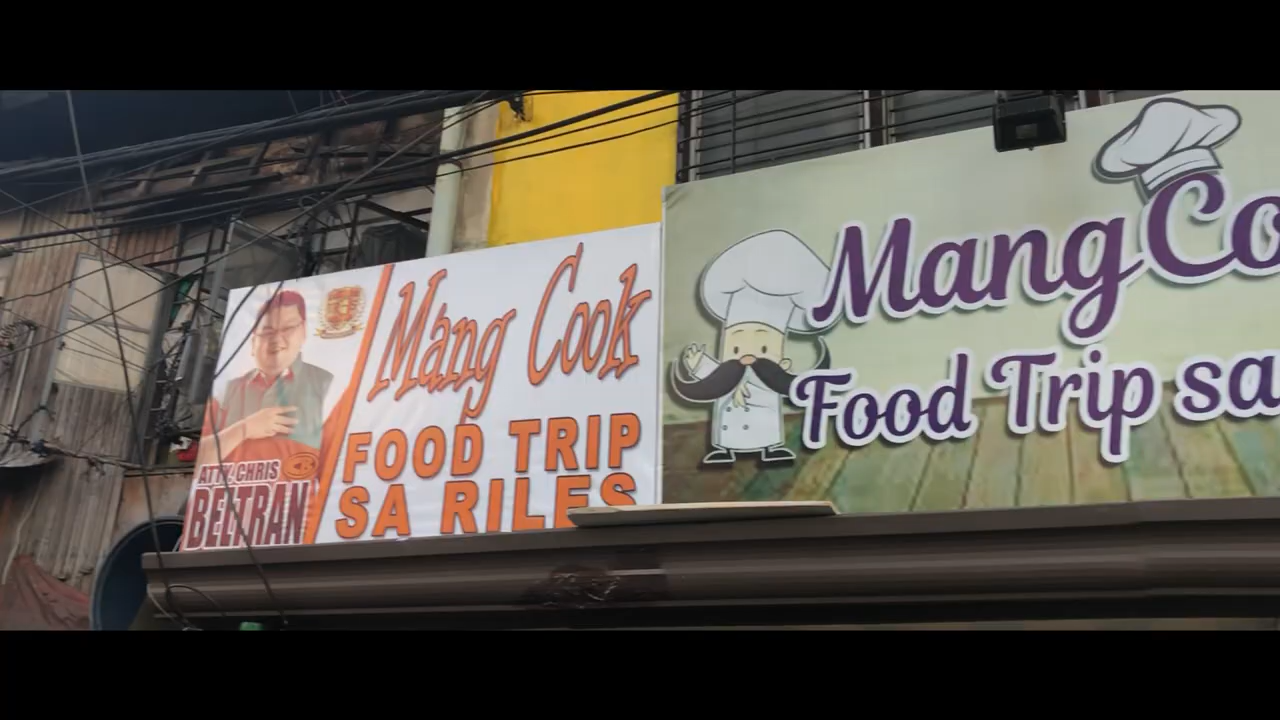 Mang Cook
FOOD TRIP
SA RILES
ATTY. CHRIS
BELTRAN
Mang Co
Food Trip sa